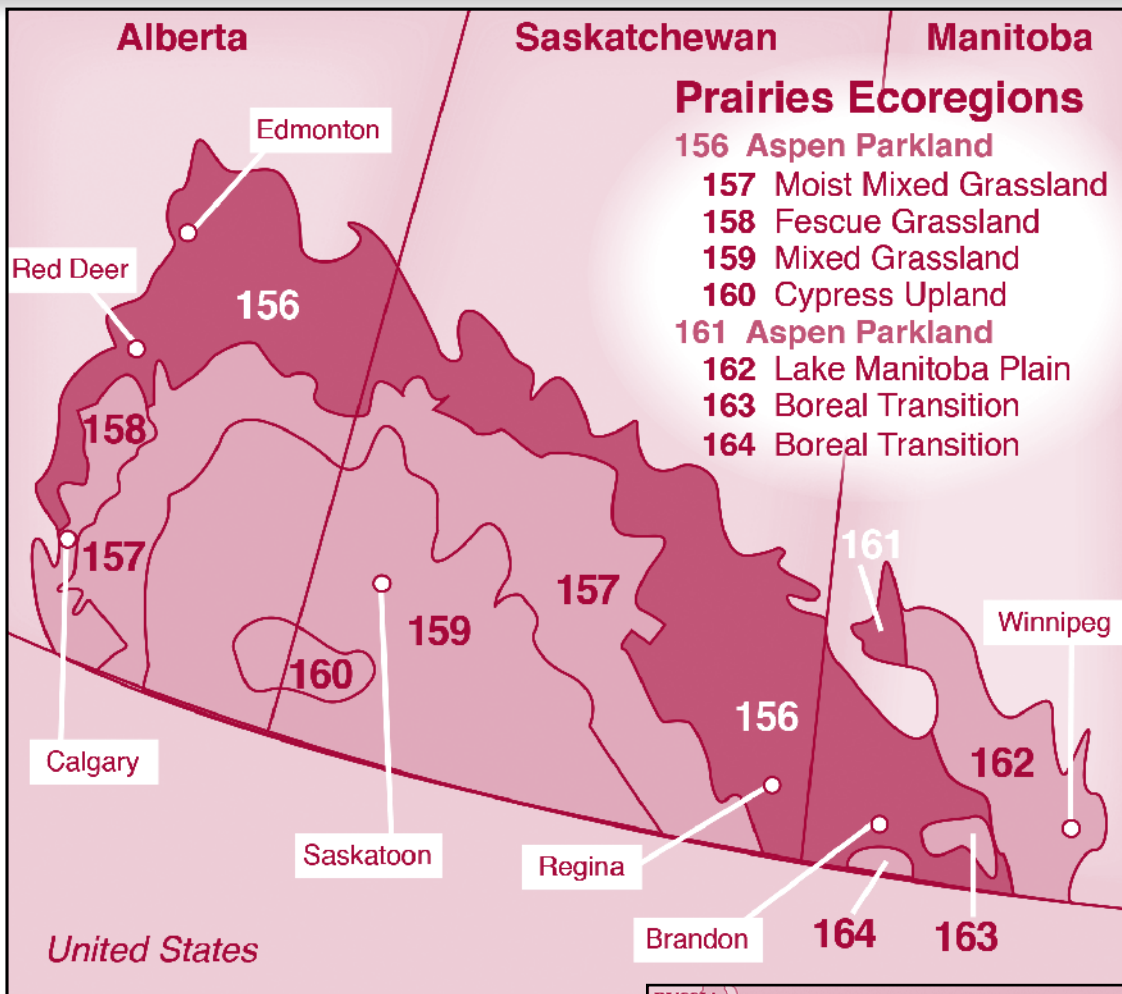 Alberta
Saskatchewan
Manitoba
Prairies Ecoregions
156 Aspen Parkland
157 Moist Mixed Grassland
158 Fescue Grassland
159 Mixed Grassland
160 Cypress Upland
161 Aspen Parkland
162 Lake Manitoba Plain
163 Boreal Transition
164 Boreal Transition
Edmonton
Red Deer
156
158
157
161
157
159
Winnipeg
160
156
162
Calgary
Saskatoon
Regina
Brandon
164
163
United States